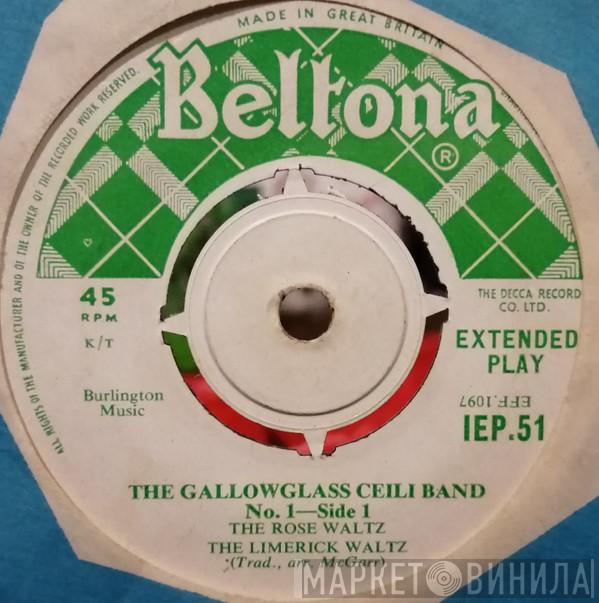 MADE IN GREAT BRITAIN
Beltona
®
ALL RIGHTS OF THE MANUFACTURER AND OF THE OWNER OF THE RECORDED WORK RESERVED.
45
RPM
K/T
Burlington
Music
THE DECCA RECORD
CO. LTD.
EXTENDED
PLAY
EFF.1097
IEP.51
THE GALLOWGLASS CEILI BAND
No. 1—Side 1
THE ROSE WALTZ
THE LIMERICK WALTZ
(Trad., arr. McGarr)
МАРКЕТ ВИНИЛА